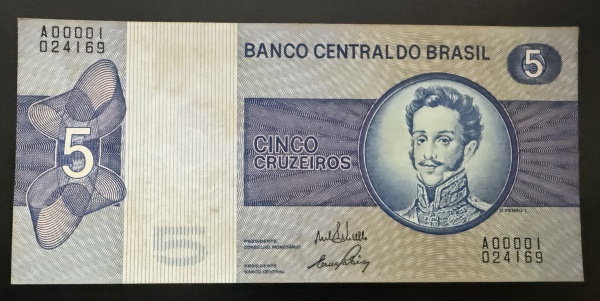 A00001
024169
BANCO CENTRAL DO BRASIL
5
5
CINCO
CRUZEIROS
D. PEDRO I.
5
PRESIDENTE
CONSELHO MONETÁRIO
PRESIDENTE
BANCO CENTRAL
A00001
024169